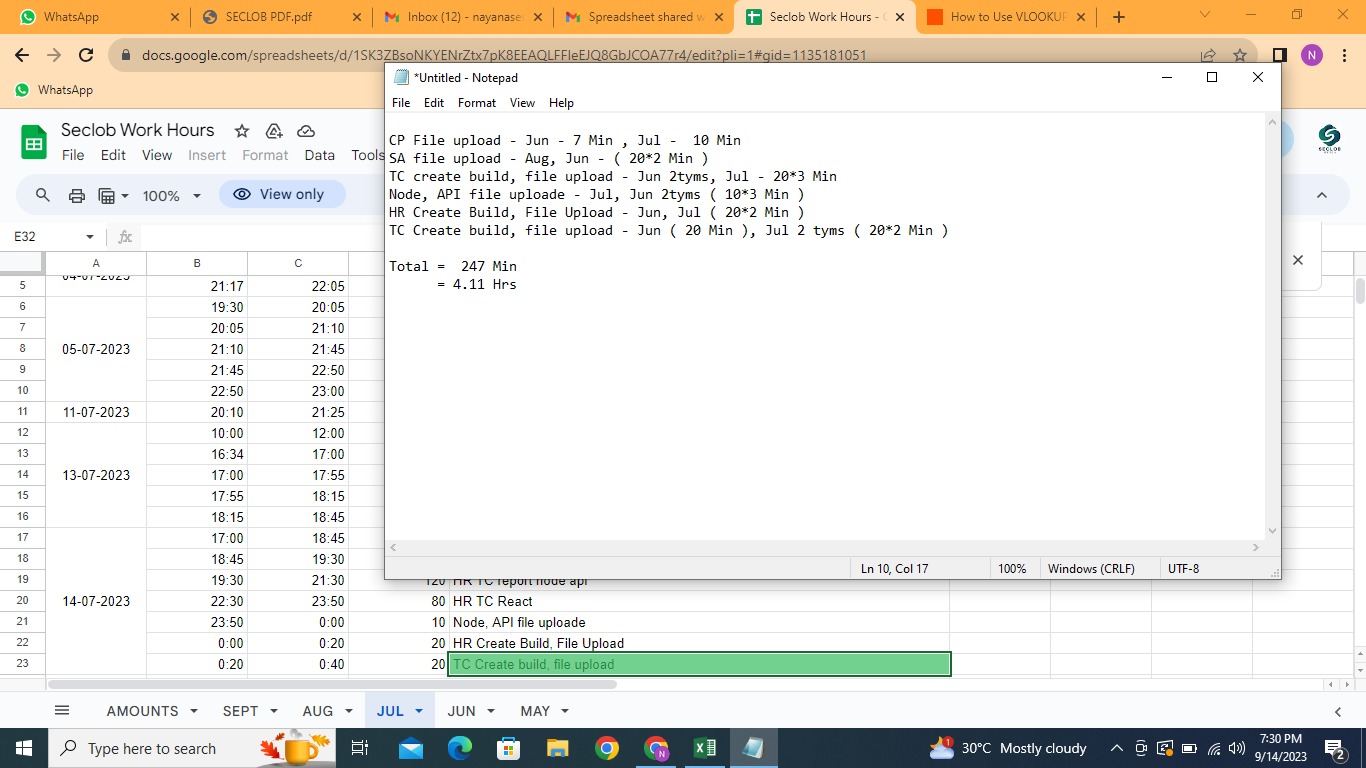 WhatsApp
SECLOB PDF.pdf
Inbox (12) - nayanase
Spreadsheet shared w
Seclob Work Hours -
How to Use VLOOKUP
docs.google.com/spreadsheets/d/1SK3ZBsoNKYENrZtx7pK8EEAQLFFleEJQ8GbJCOA77r4/edit?pli=1#gid=1135181051
N
WhatsApp
*Untitled - Notepad
File Edit Format View Help
Seclob Work Hours
File Edit View Insert Format Data Tools
SECLOB
100%
View only
E32
fx
CP File upload - Jun - 7 Min , Jul -  10 Min
SA file upload - Aug, Jun - ( 20*2 Min )
TC create build, file upload - Jun 2tyms, Jul - 20*3 Min
Node, API file uploade - Jul, Jun 2tyms ( 10*3 Min )
HR Create Build, File Upload - Jun, Jul ( 20*2 Min )
TC Create build, file upload - Jun ( 20 Min ), Jul 2 tyms ( 20*2 Min )
Total =  247 Min
= 4.11 Hrs
Ln 10, Col 17 100% Windows (CRLF) UTF-8
A B C
04-07-2023
5 21:17 22:05
6 19:30 20:05
7 20:05 21:10
8 05-07-2023 21:10 21:45
9 21:45 22:50
10 22:50 23:00
11 11-07-2023 20:10 21:25
12 10:00 12:00
13 16:34 17:00
14 13-07-2023 17:00 17:55
15 17:55 18:15
16 18:15 18:45
17 17:00 18:45
18 18:45 19:30
19 19:30 21:30 120 HR TC report node api
20 14-07-2023 22:30 23:50 80 HR TC React
21 23:50 0:00 10 Node, API file uploade
22 0:00 0:20 20 HR Create Build, File Upload
23 0:20 0:40 20 TC Create build, file upload
AMOUNTS SEPT AUG JUL JUN MAY
Type here to search
N
1
30°C Mostly cloudy
7:30 PM
9/14/2023
2